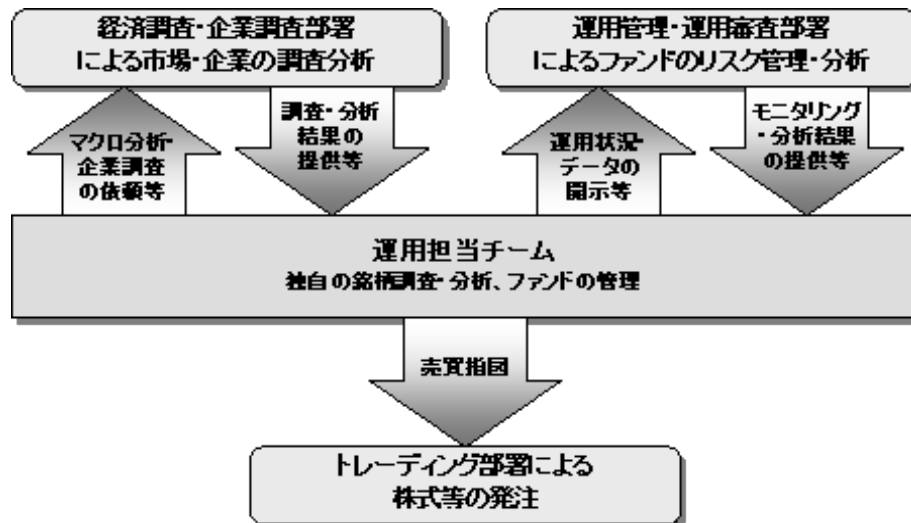 経済調査・企業調査部署
による市場・企業の調査分析
運用管理・運用審査部署
によるファンドのリスク管理・分析
マクロ分析・
企業調査
の依頼等
調査・分析
結果の
提供等
運用状況・
データの
開示等
モニタリング
・分析結果
の提供等
運用担当チーム
独自の銘柄調査・分析、ファンドの管理
売買指図
トレーディング部署による
株式等の発注